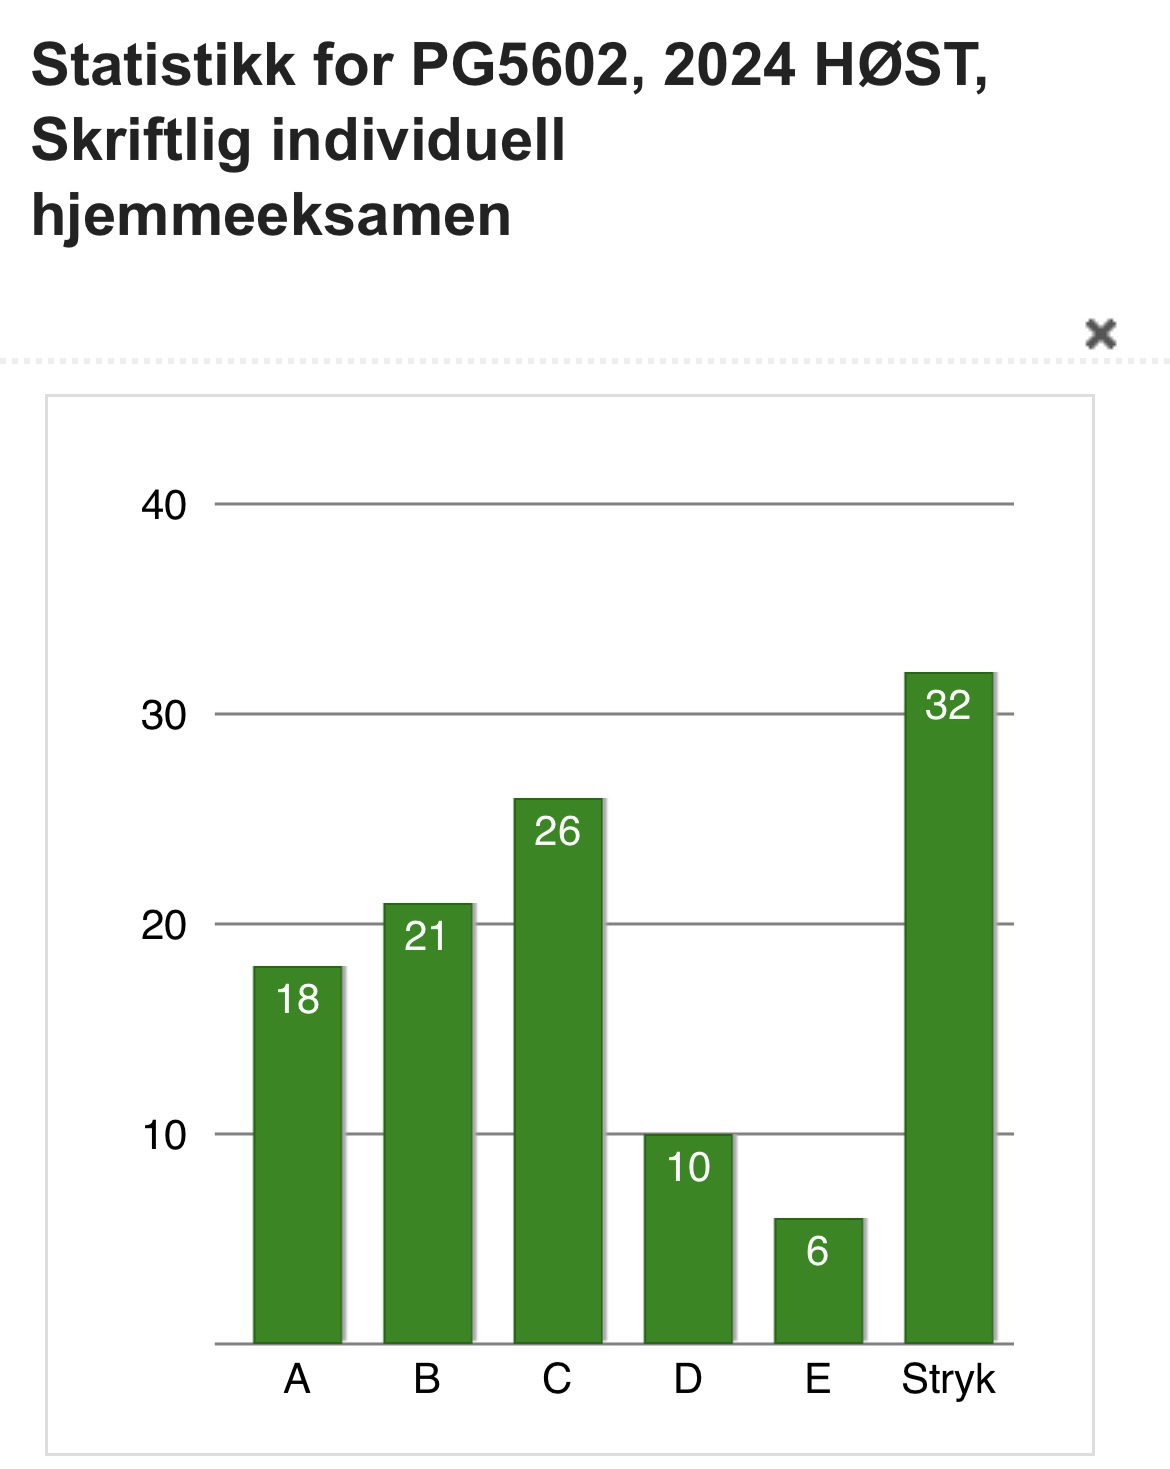 Statistikk for PG5602, 2024 HØST,
Skriftlig individuell
hjemmeeksamen
40
30
20
10
18
21
26
10
6
32
A B C D E Stryk